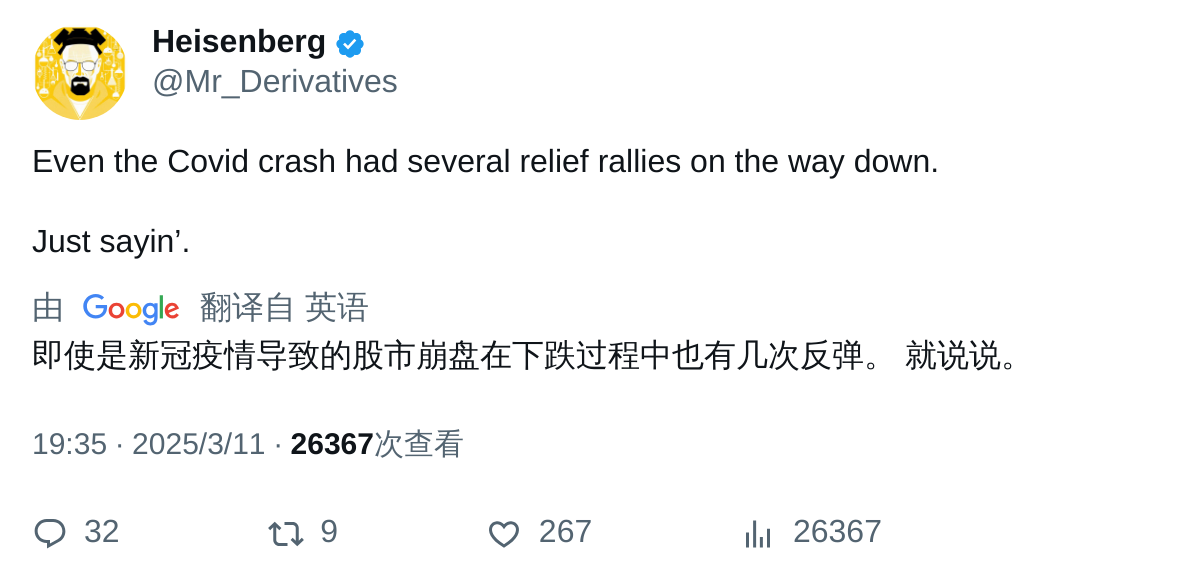 Heisenberg
@Mr_Derivatives
Even the Covid crash had several relief rallies on the way down.
Just sayin’.
由 Google 翻译自 英语
即使是新冠疫情导致的股市崩盘在下跌过程中也有几次反弹。 就说说。
19:35 · 2025/3/11 · 26367次查看
32 9 267 26367